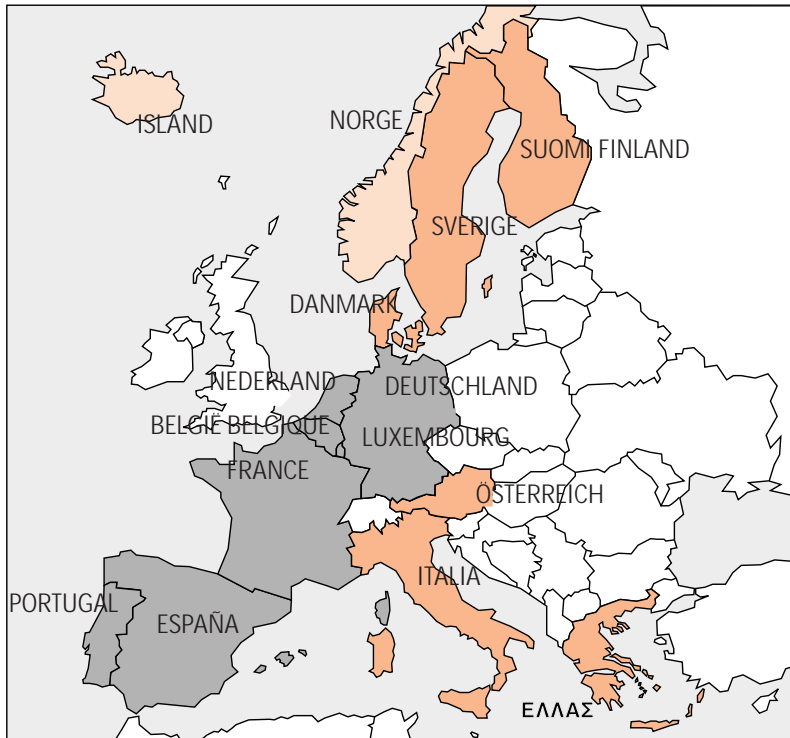 ISLAND
NORGE
SUOMI FINLAND
SVERIGE
DANMARK
NEDERLAND
DEUTSCHLAND
BELGIË BELGIQUE
LUXEMBOURG
FRANCE
ÖSTERREICH
ITALIA
PORTUGAL
ESPAÑA
ΕΛΛΑΣ